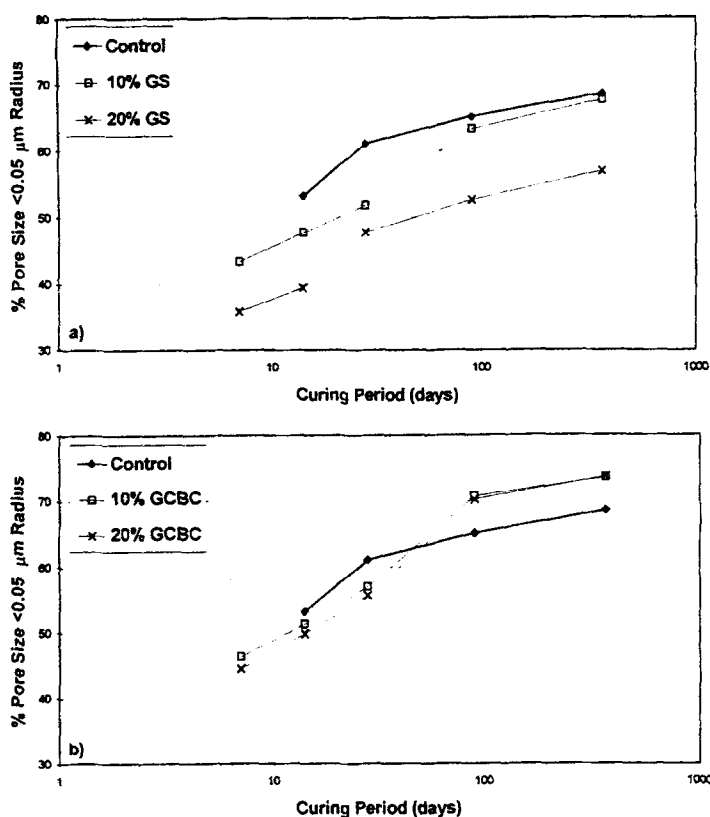 80
70
60
50
40
30
% Pore Size <0.05 µm Radius
Control
10% GS
20% GS
a)
1
10
100
1000
Curing Period (days)
80
70
60
50
40
30
% Pore Size <0.05 µm Radius
Control
10% GCBC
20% GCBC
b)
1
10
100
1000
Curing Period (days)